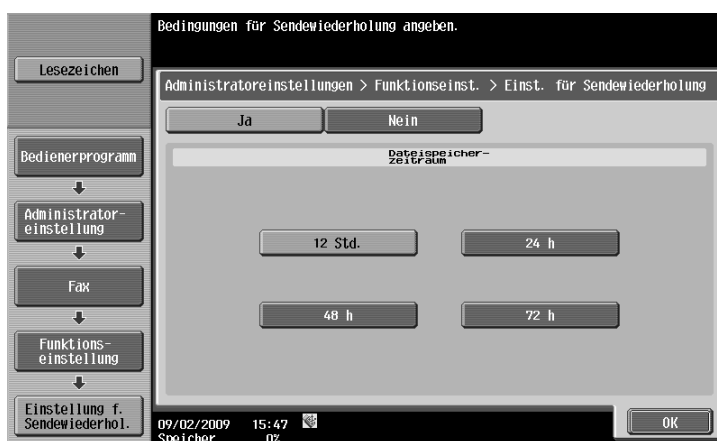 Bedingungen für Sendewiederholung angeben.
Lesezeichen
Administratoreinstellungen > Funktionseinst. > Einst. für Sendewiederholung
Ja
Nein
Bedienerprogramm
Dateispeicher-
zeitraum
Administrator-
einstellung
12 Std.
24 h
Fax
48 h
72 h
Funktions-
einstellung
Einstellung f.
Sendewiederhol.
09/02/2009 15:47
Speicher 0%
OK